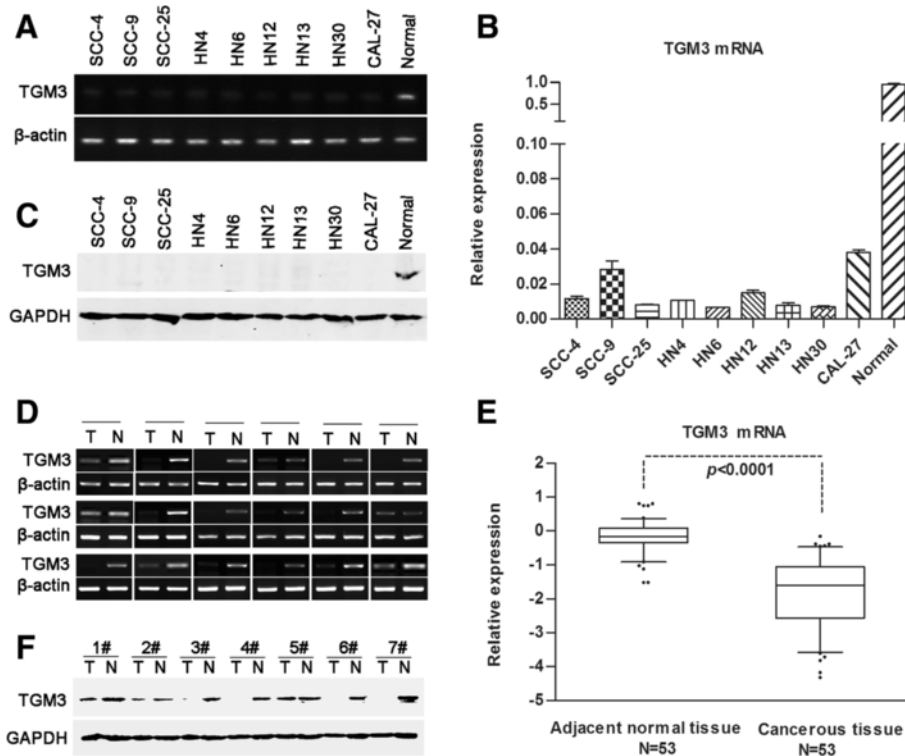 A
SCC-4 SCC-9 SCC-25 HN4 HN6 HN12 HN13 HN30 CAL-27 Normal
TGM3
β-actin
B
TGM3 mRNA
Relative expression
1.0
0.5
0.10
0.08
0.06
0.04
0.02
0.00
SCC-4 SCC-9 SCC-25 HN4 HN6 HN12 HN13 HN30 CAL-27 Normal
C
SCC-4 SCC-9 SCC-25 HN4 HN6 HN12 HN13 HN30 CAL-27 Normal
TGM3
GAPDH
D
T N T N T N T N T N T N
TGM3
β-actin
TGM3
β-actin
TGM3
β-actin
E
TGM3 mRNA
p<0.0001
Relative expression
2
1
0
-1
-2
-3
-4
-5
Adjacent normal tissue Cancerous tissue
N=53 N=53
F
1# 2# 3# 4# 5# 6# 7#
T N T N T N T N T N T N T N
TGM3
GAPDH